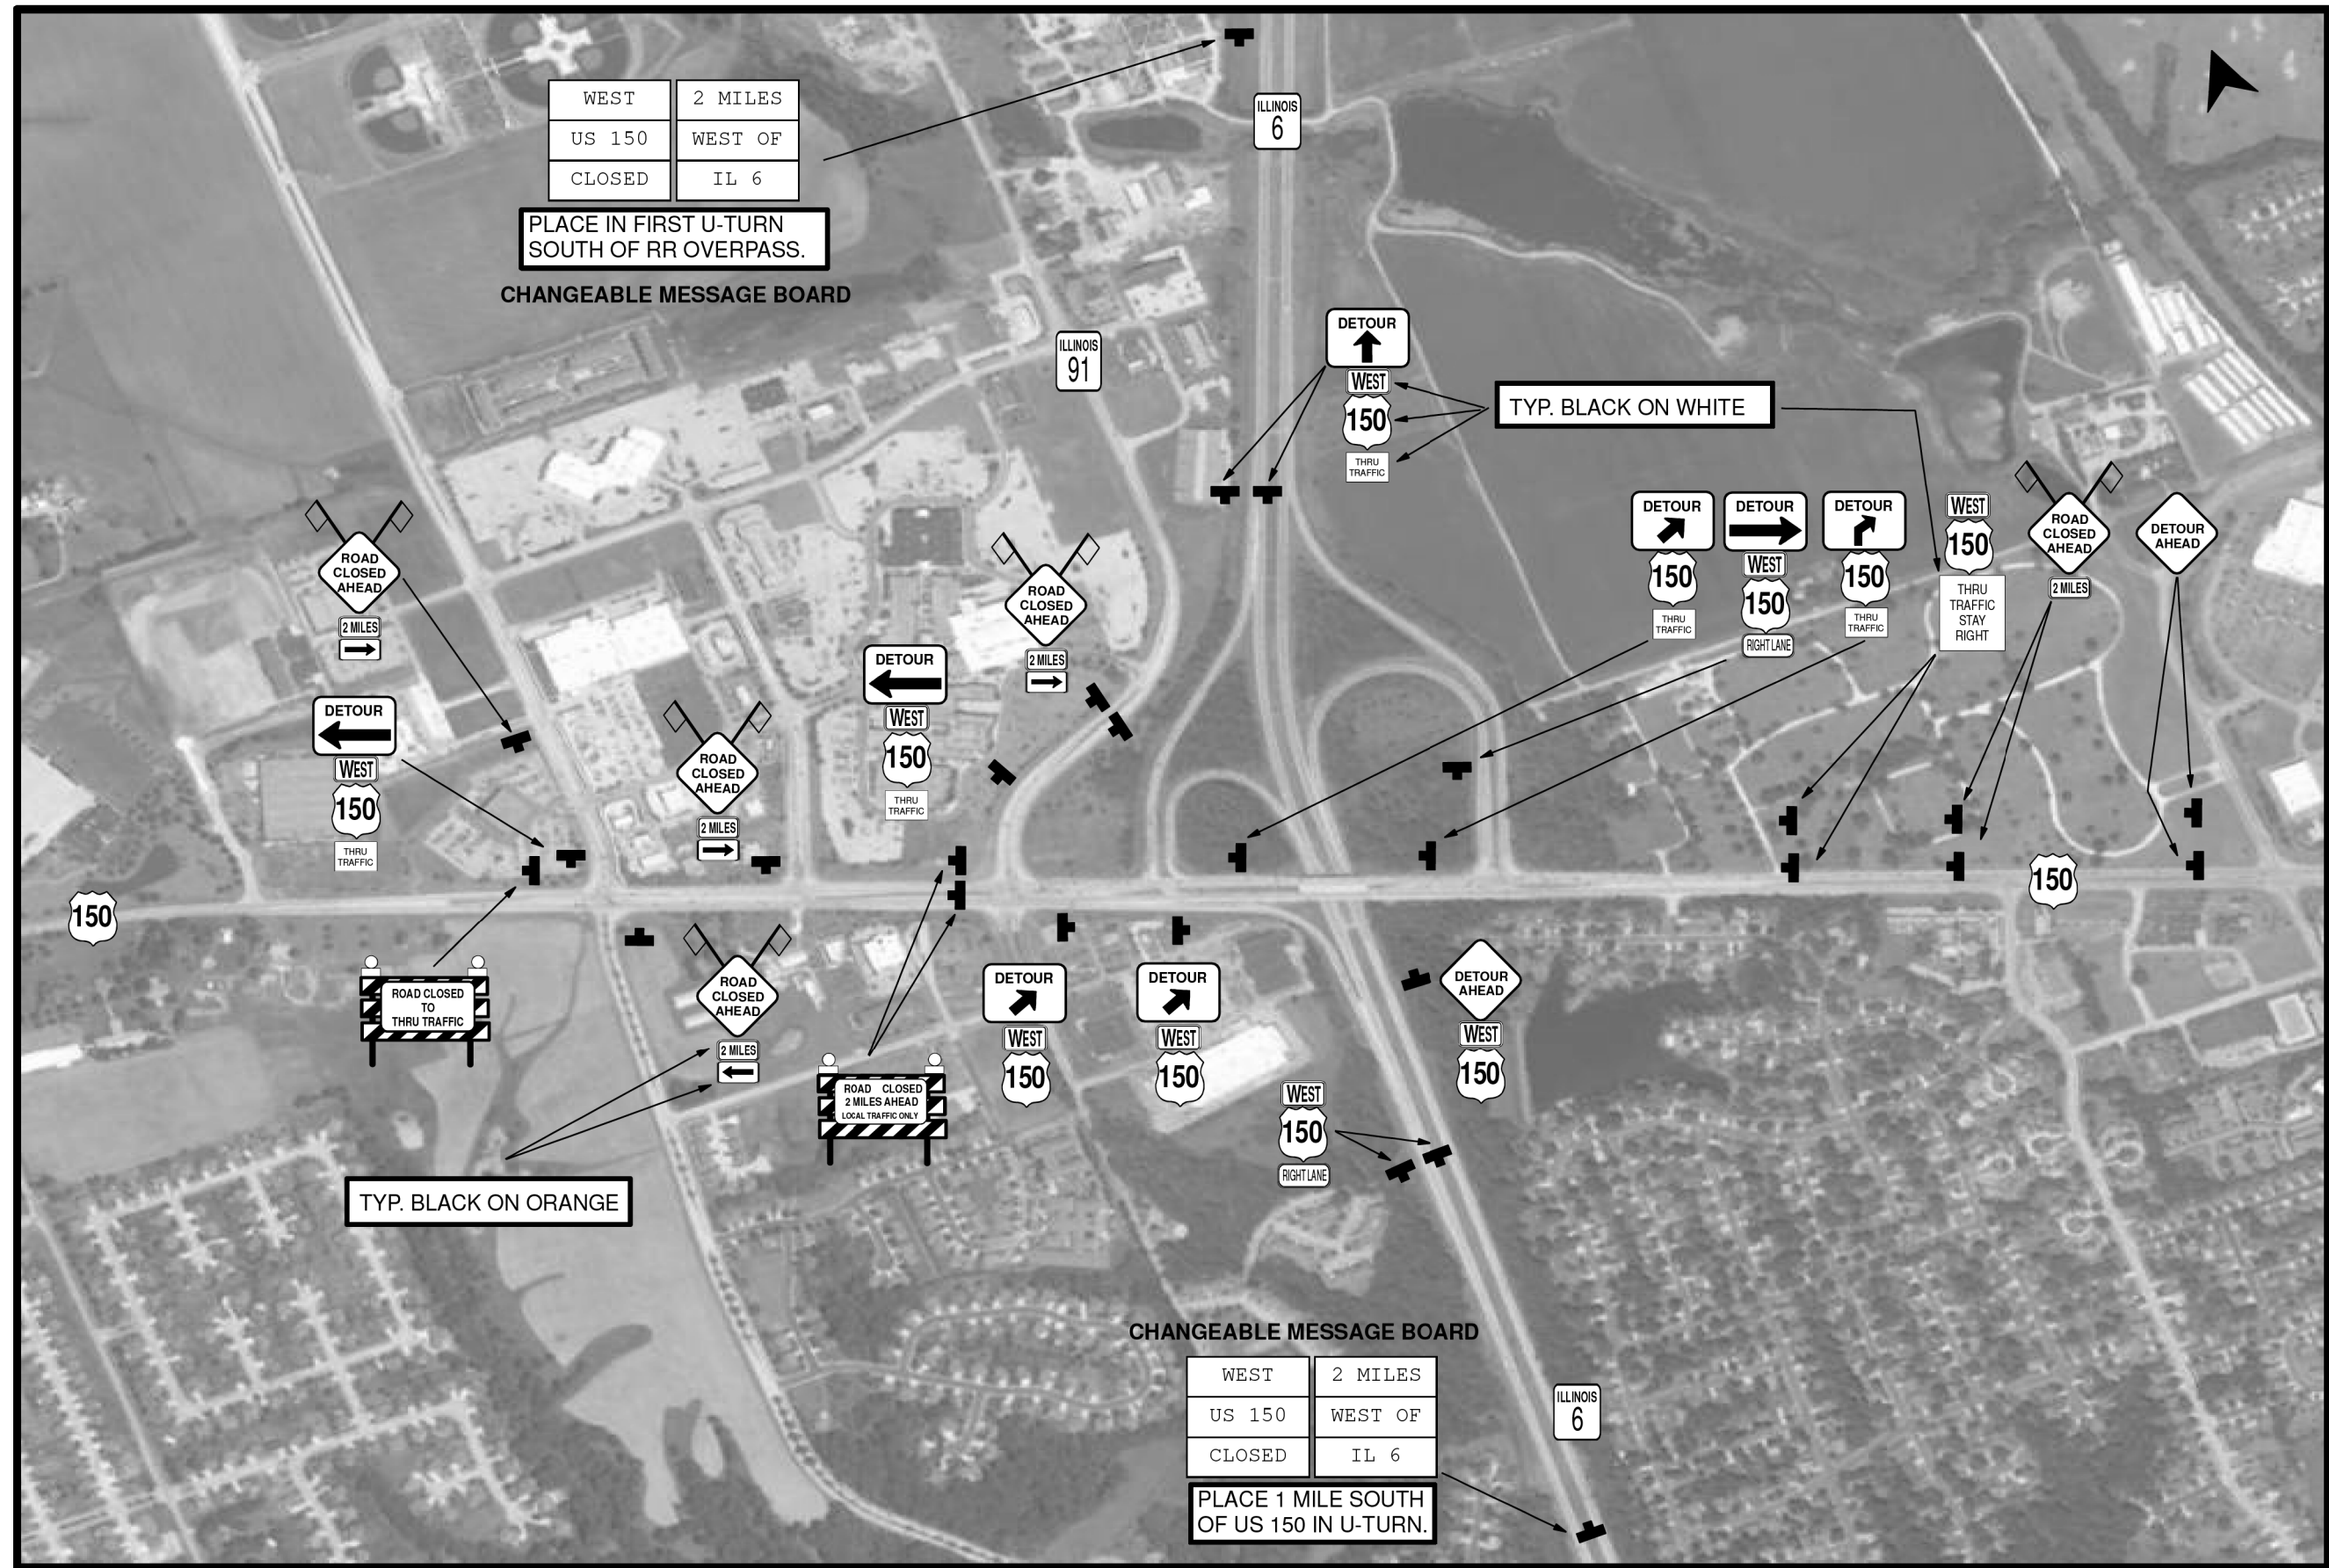 WEST
US 150
CLOSED
2 MILES
WEST OF
IL 6
PLACE IN FIRST U-TURN
SOUTH OF RR OVERPASS.
CHANGEABLE MESSAGE BOARD
ILLINOIS
6
ILLINOIS
91
DETOUR
WEST
150
THRU
TRAFFIC
TYP. BLACK ON WHITE
DETOUR
150
THRU
TRAFFIC
DETOUR
WEST
150
RIGHT LANE
DETOUR
150
THRU
TRAFFIC
WEST
150
THRU
TRAFFIC
STAY
RIGHT
ROAD
CLOSED
AHEAD
2 MILES
DETOUR
AHEAD
ROAD
CLOSED
AHEAD
2 MILES
DETOUR
WEST
150
THRU
TRAFFIC
ROAD
CLOSED
AHEAD
2 MILES
DETOUR
WEST
150
THRU
TRAFFIC
ROAD
CLOSED
AHEAD
2 MILES
150
150
ROAD CLOSED
TO
THRU TRAFFIC
ROAD
CLOSED
AHEAD
2 MILES
TYP. BLACK ON ORANGE
ROAD CLOSED
2 MILES AHEAD
LOCAL TRAFFIC ONLY
DETOUR
WEST
150
DETOUR
WEST
150
DETOUR
AHEAD
WEST
150
WEST
150
RIGHT LANE
CHANGEABLE MESSAGE BOARD
WEST
US 150
CLOSED
2 MILES
WEST OF
IL 6
PLACE 1 MILE SOUTH
OF US 150 IN U-TURN.
ILLINOIS
6